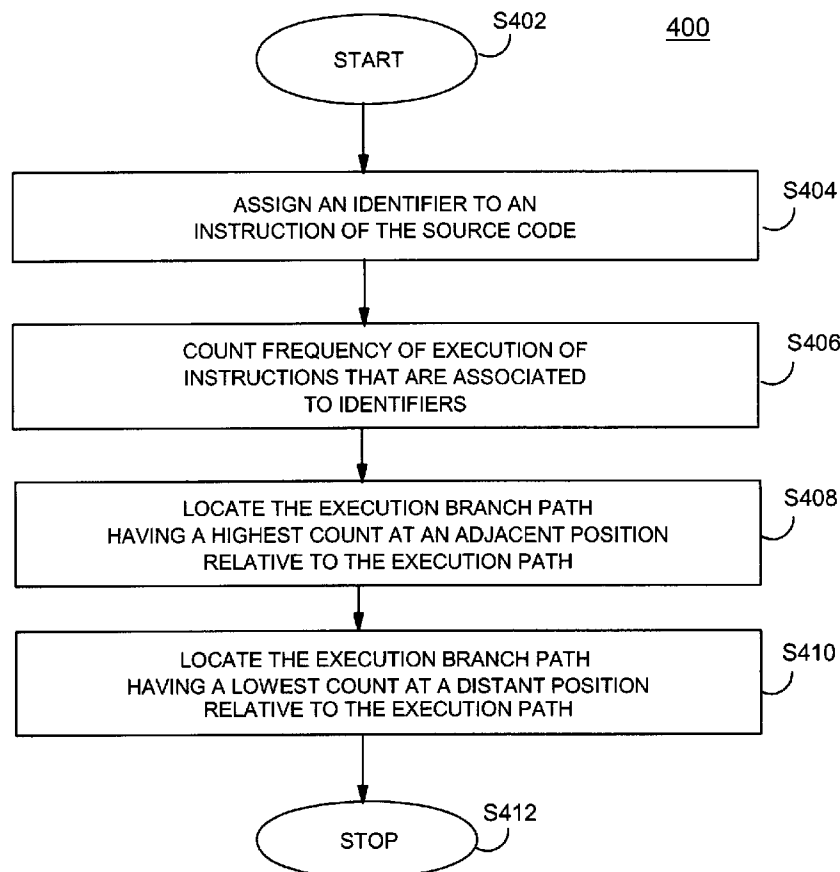 400
S402
START
S404
ASSIGN AN IDENTIFIER TO AN
INSTRUCTION OF THE SOURCE CODE
S406
COUNT FREQUENCY OF EXECUTION OF
INSTRUCTIONS THAT ARE ASSOCIATED
TO IDENTIFIERS
S408
LOCATE THE EXECUTION BRANCH PATH
HAVING A HIGHEST COUNT AT AN ADJACENT POSITION
RELATIVE TO THE EXECUTION PATH
S410
LOCATE THE EXECUTION BRANCH PATH
HAVING A LOWEST COUNT AT A DISTANT POSITION
RELATIVE TO THE EXECUTION PATH
S412
STOP